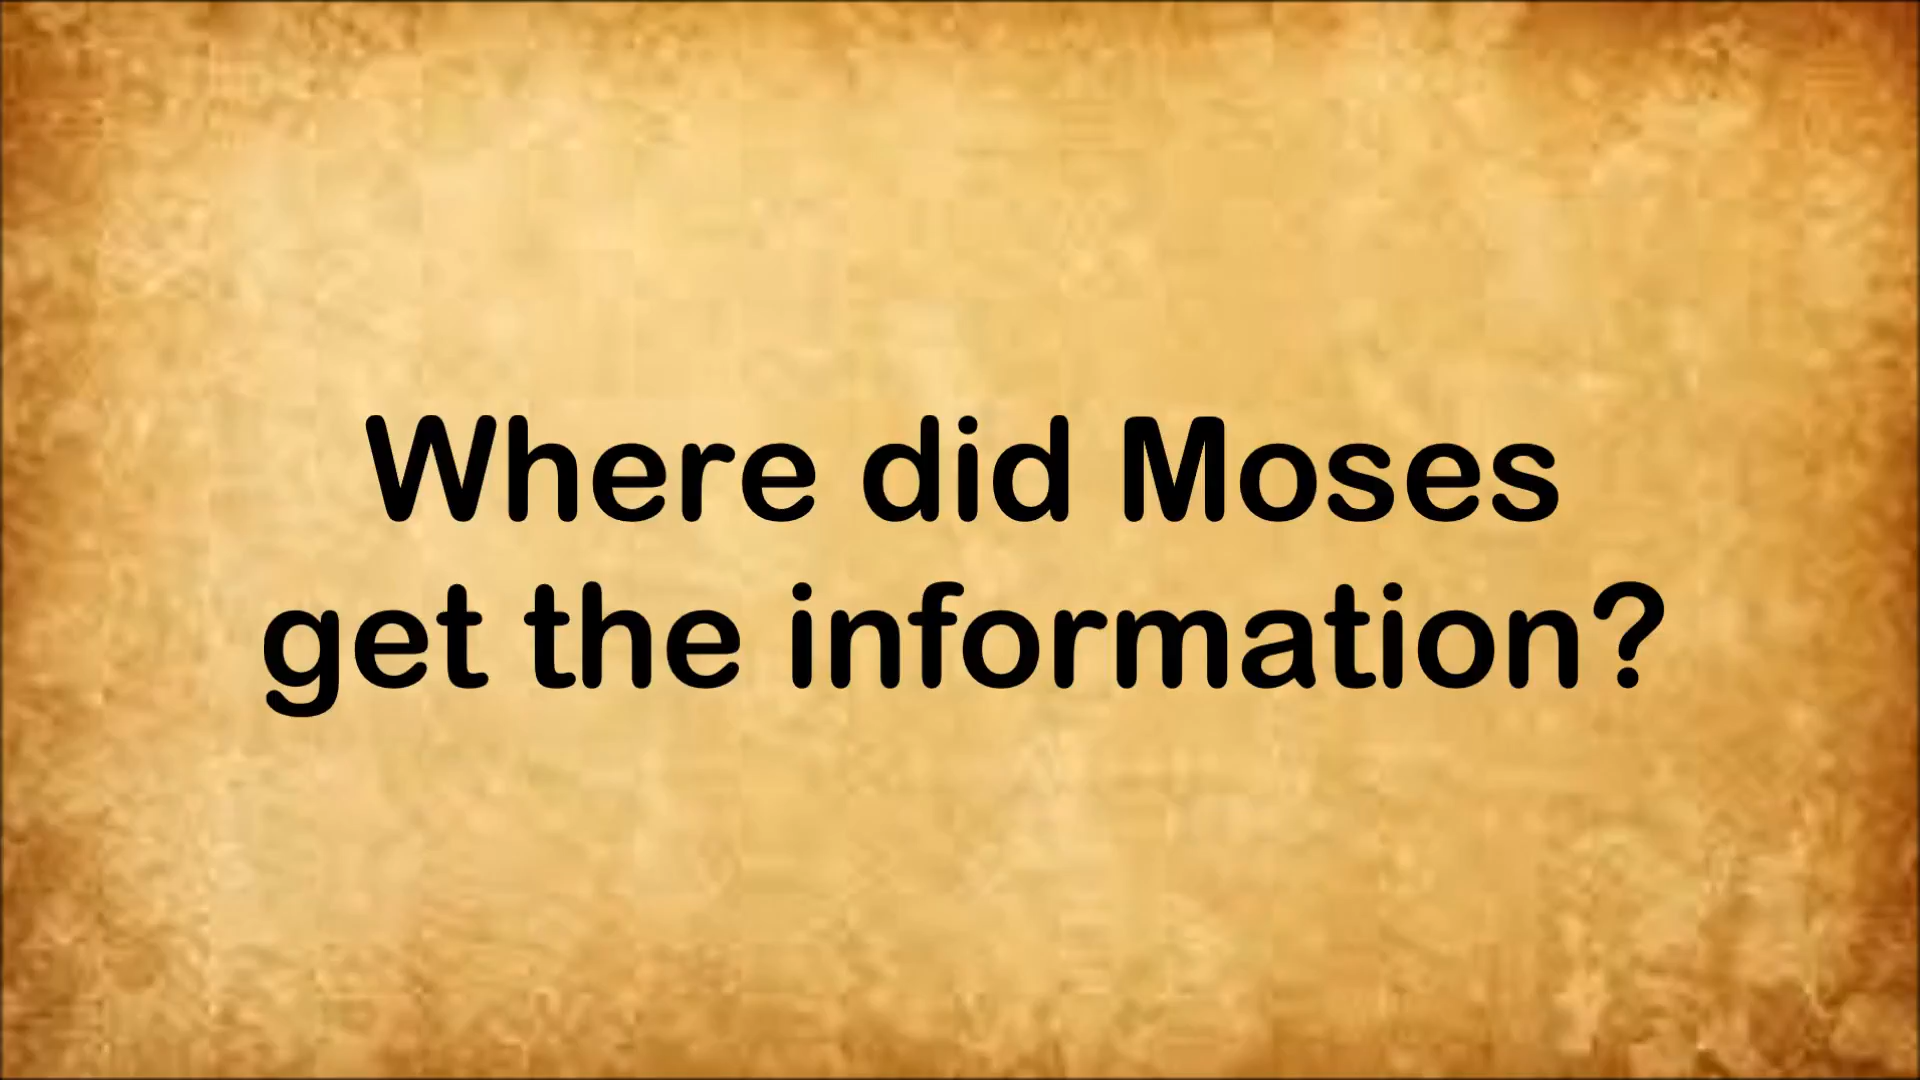 Where did Moses
get the information?